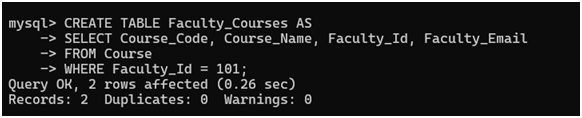 mysql> CREATE TABLE Faculty_Courses AS
    -> SELECT Course_Code, Course_Name, Faculty_Id, Faculty_Email
    -> FROM Course
    -> WHERE Faculty_Id = 101;
Query OK, 2 rows affected (0.26 sec)
Records: 2  Duplicates: 0  Warnings: 0